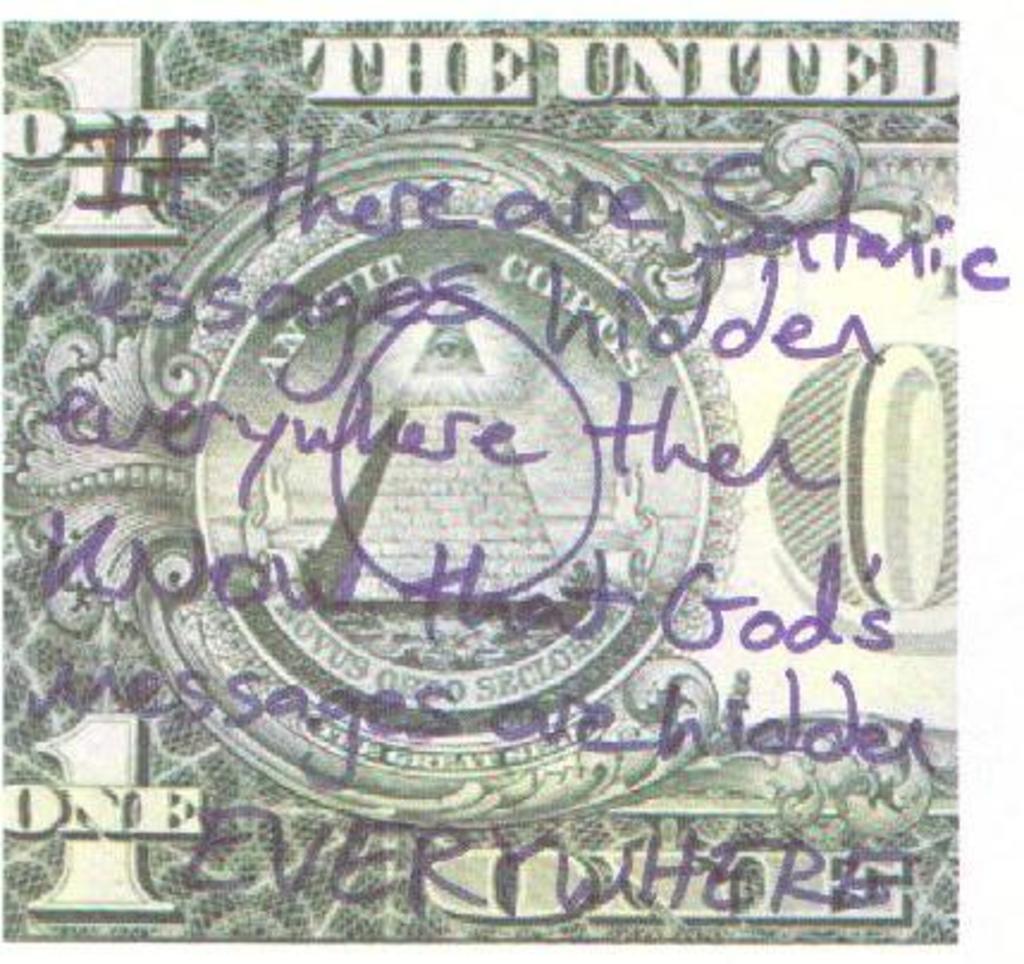 THE UNITED
ONE
1
If there are Satanic
ANNUIT COEPTIS
messages hidden
everywhere then
know that God's
NOVUS ORDO SECLORUM
messages are hidden
THE GREAT SEAL
ONE
1
EVERYWHERE
ONE